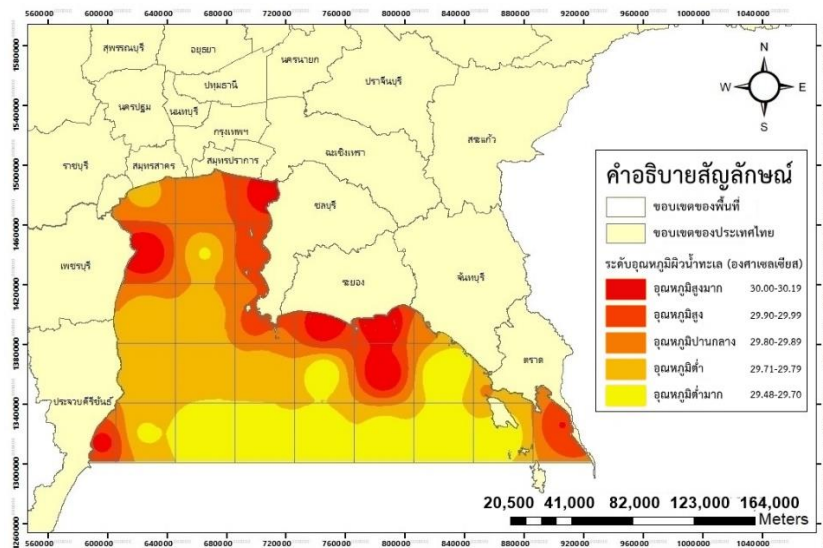 560000 600000 640000 680000 720000 760000 800000 840000 880000 920000 960000 1000000 1040000
1580000
1540000
1500000
1460000
1420000
1380000
1340000
1300000
1260000
สุพรรณบุรี
อยุธยา
นครนายก
ปราจีนบุรี
ปทุมธานี
นครปฐม
นนทบุรี
กรุงเทพฯ
สระแก้ว
ฉะเชิงเทรา
ราชบุรี
สมุทรสาคร
สมุทรปราการ
ชลบุรี
เพชรบุรี
ระยอง
จันทบุรี
ตราด
ประจวบคีรีขันธ์
N
W E
S
คำอธิบายสัญลักษณ์
ขอบเขตของพื้นที่
ขอบเขตของประเทศไทย
ระดับอุณหภูมิผิวน้ำทะเล (องศาเซลเซียส)
อุณหภูมิสูงมาก 30.00-30.19
อุณหภูมิสูง 29.90-29.99
อุณหภูมิปานกลาง 29.80-29.89
อุณหภูมิต่ำ 29.71-29.79
อุณหภูมิต่ำมาก 29.48-29.70
20,500 41,000 82,000 123,000 164,000
Meters
560000 600000 640000 680000 720000 760000 800000 840000 880000 920000 960000 1000000 1040000